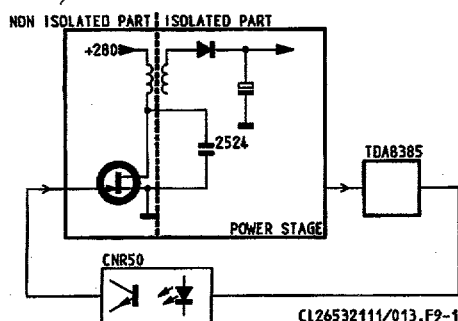 NON ISOLATED PART ISOLATED PART
+280
2524
TDA8385
POWER STAGE
CNR50
CL26532111/013.F9-1